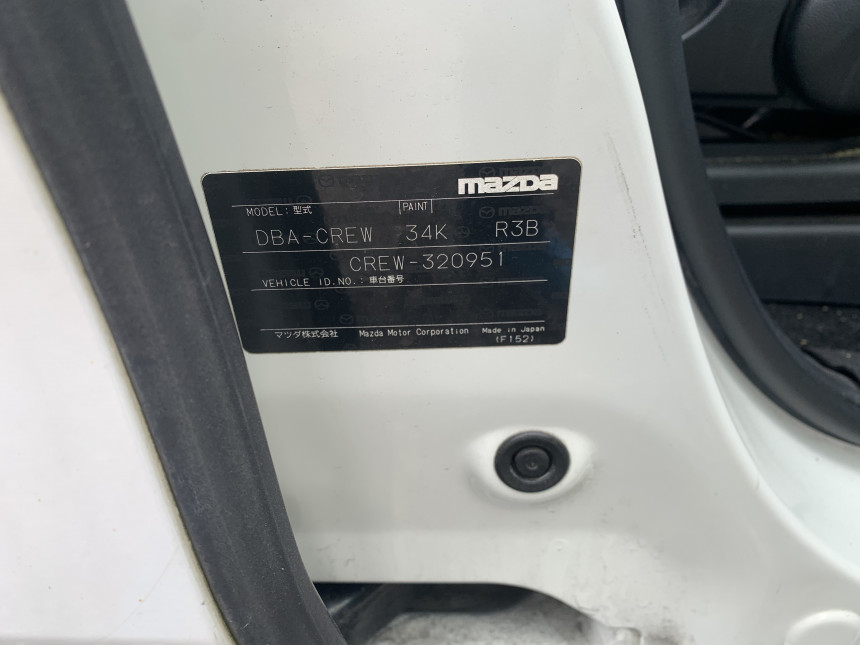 mazda
MODEL:型式 [PAINT]
DBA-CREW 34K R3B
CREW-320951
VEHICLE ID.NO.:車台番号
マツダ株式会社 Mazda Motor Corporation Made in Japan
(F152)